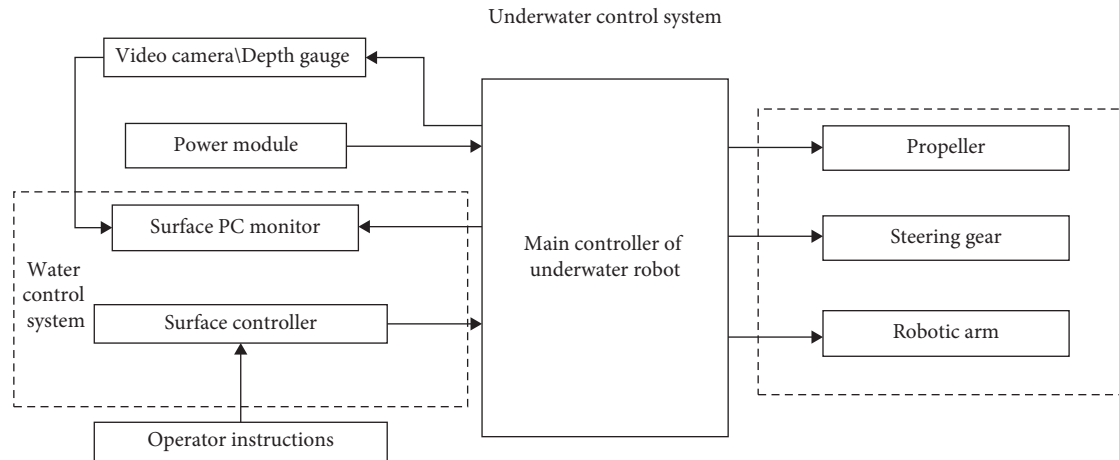 Underwater control system
Video camera\Depth gauge
Power module
Surface PC monitor
Water
control
system
Surface controller
Operator instructions
Main controller of
underwater robot
Propeller
Steering gear
Robotic arm